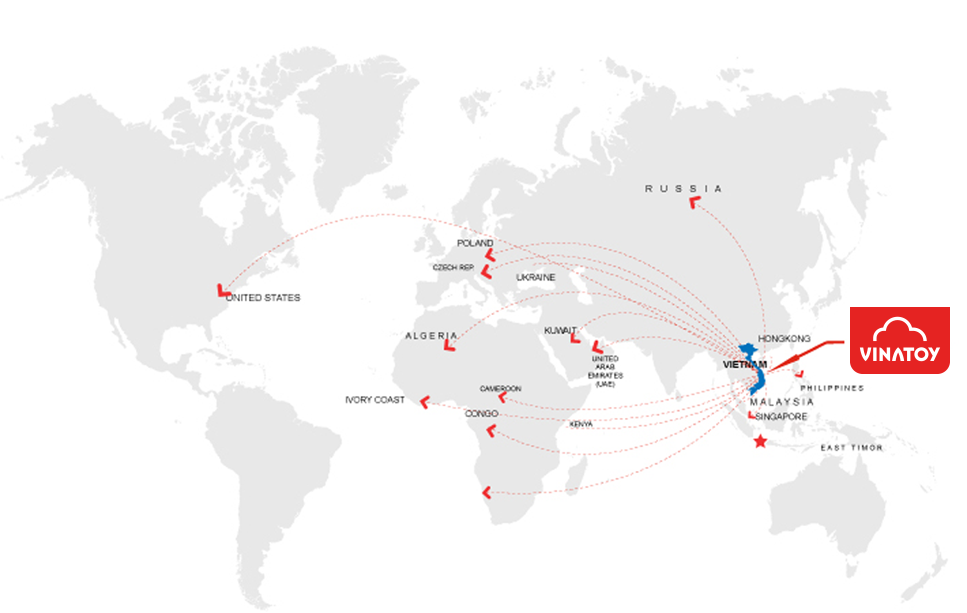 RUSSIA
POLAND
CZECH REP.
UKRAINE
UNITED STATES
ALGERIA
KUWAIT
HONGKONG
VINATOY
UNITED
ARAB
EMIRATES
(UAE)
VIETNAM
CAMEROON
PHILIPPINES
IVORY COAST
MALAYSIA
CONGO
SINGAPORE
KENYA
EAST TIMOR